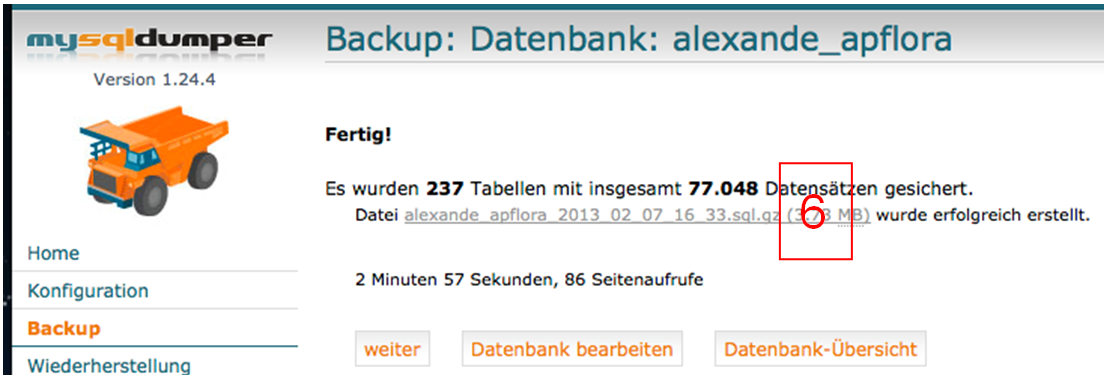 mysqldumper
Version 1.24.4
Home
Konfiguration
Backup
Wiederherstellung
Backup: Datenbank: alexande_apflora
Fertig!
Es wurden 237 Tabellen mit insgesamt 77.048 Datensätzen gesichert.
Datei alexande_apflora_2013_02_07_16_33.sql.gz (3.73 MB) wurde erfolgreich erstellt.
6
2 Minuten 57 Sekunden, 86 Seitenaufrufe
weiter
Datenbank bearbeiten
Datenbank-Übersicht